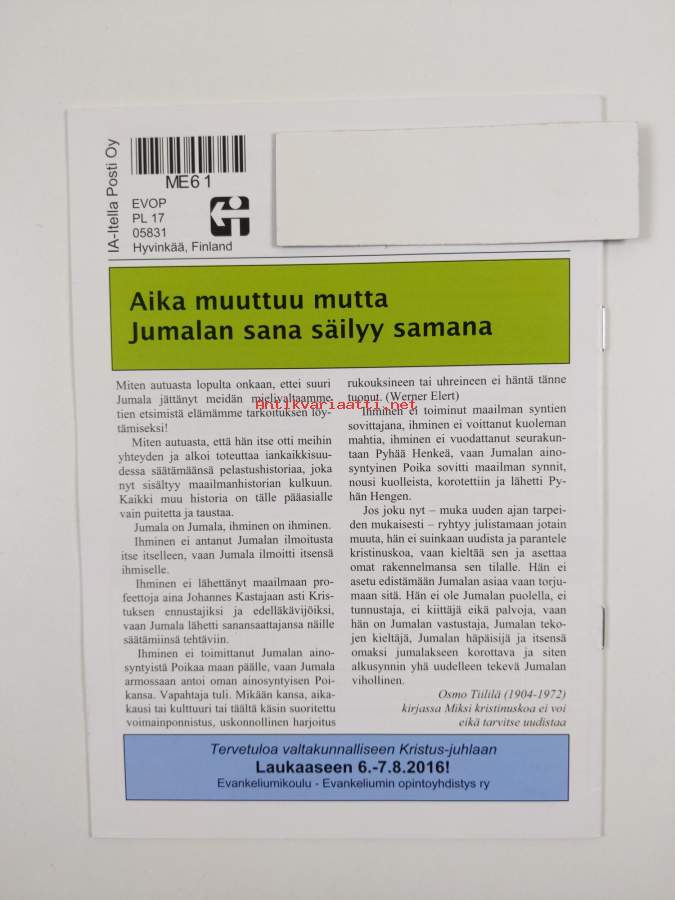 IA-Itella Posti Oy
ME61
EVOP
PL 17
05831
Hyvinkää, Finland
Aika muuttuu mutta
Jumalan sana säilyy samana
Miten autuasta lopulta onkaan, ettei suuri
Jumala jättänyt meidän mielivaltaamme
tien etsimistä elämämme tarkoituksen löy-
tämiseksi!
Miten autuasta, että hän itse otti meihin
yhteyden ja alkoi toteuttaa iankaikkisuu-
dessa säätämäänsä pelastushistoriaa, joka
nyt sisältyy maailmanhistorian kulkuun.
Kaikki muu historia on tälle pääasialle
vain puitetta ja taustaa.
Jumala on Jumala, ihminen on ihminen.
Ihminen ei antanut Jumalan ilmoitusta
itse itselleen, vaan Jumala ilmoitti itsensä
ihmiselle.
Ihminen ei lähettänyt maailmaan pro-
feettoja aina Johannes Kastajaan asti Kris-
tuksen ennustajiksi ja edelläkävijöiksi,
vaan Jumala lähetti sanansaattajansa näille
säätämiinsä tehtäviin.
Ihminen ei toimittanut Jumalan aino-
syntyistä Poikaa maan päälle, vaan Jumala
armossaan antoi oman ainosyntyisen Poi-
kansa. Vapahtaja tuli. Mikään kansa, aika-
kausi tai kulttuuri tai täältä käsin suoritettu
voimainponnistus, uskonnollinen harjoitus
rukouksineen tai uhreineen ei häntä tänne
tuonut. (Werner Elert)
Ihminen ei toiminut maailman syntien
sovittajana, ihminen ei voittanut kuoleman
mahtia, ihminen ei vuodattanut seurakun-
taan Pyhää Henkeä, vaan Jumalan aino-
syntyinen Poika sovitti maailman synnit,
nousi kuolleista, korotettiin ja lähetti Py-
hän Hengen.
Jos joku nyt – muka uuden ajan tarpei-
den mukaisesti – ryhtyy julistamaan jotain
muuta, hän ei suinkaan uudista ja parantele
kristinuskoa, vaan kieltää sen ja asettaa
omat rakennelmansa sen tilalle. Hän ei
asetu edistämään Jumalan asiaa vaan torju-
maan sitä. Hän ei ole Jumalan puolella, ei
tunnustaja, ei kiittäjä eikä palvoja, vaan
hän on Jumalan vastustaja, Jumalan teko-
jen kieltäjä, Jumalan häpäisijä ja itsensä
omaksi jumalakseen korottava ja siten
alkusynnin yhä uudelleen tekevä Jumalan
vihollinen.
Osmo Tiililä (1904-1972)
kirjassa Miksi kristinuskoa ei voi
eikä tarvitse uudistaa
Tervetuloa valtakunnalliseen Kristus-juhlaan
Laukaaseen 6.-7.8.2016!
Evankeliumikoulu - Evankeliumin opintoyhdistys ry
Antikvariaatti.net